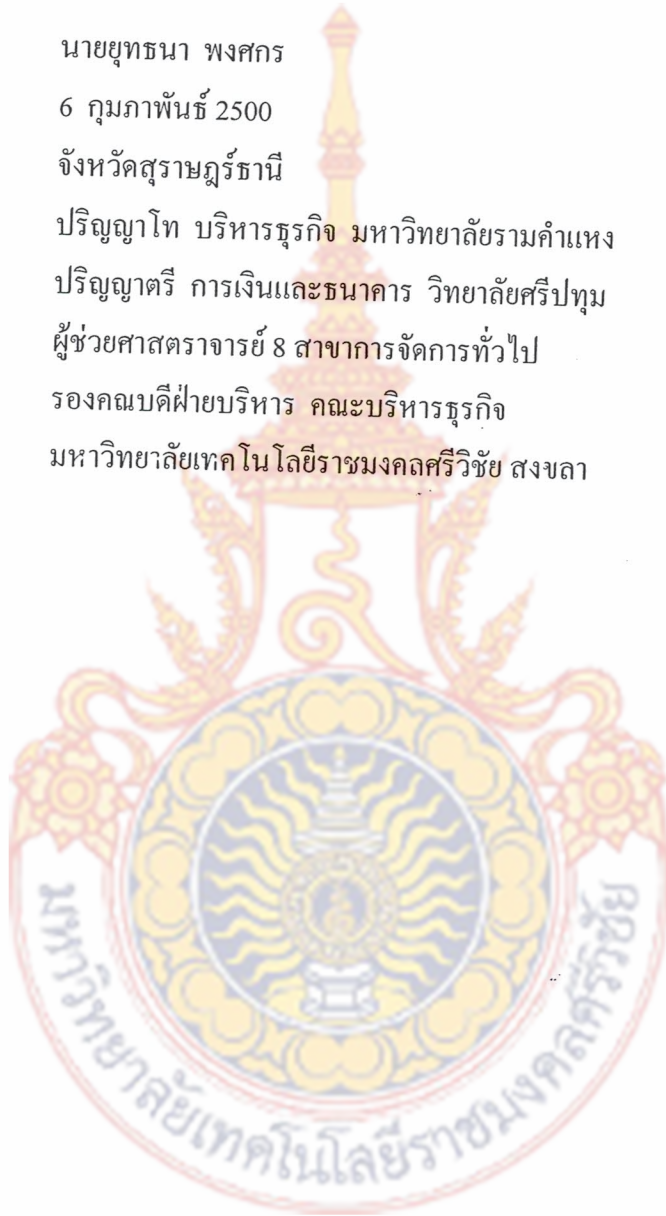 นายยุทธนา พงศกร
6 กุมภาพันธ์ 2500
จังหวัดสุราษฎร์ธานี
ปริญญาโท บริหารธุรกิจ มหาวิทยาลัยรามคำแหง
ปริญญาตรี การเงินและธนาคาร วิทยาลัยศรีปทุม
ผู้ช่วยศาสตราจารย์ 8 สาขาการจัดการทั่วไป
รองคณบดีฝ่ายบริหาร คณะบริหารธุรกิจ
มหาวิทยาลัยเทคโนโลยีราชมงคลศรีวิชัย สงขลา
มหาวิทยาลัยเทคโนโลยีราชมงคลศรีวิชัย